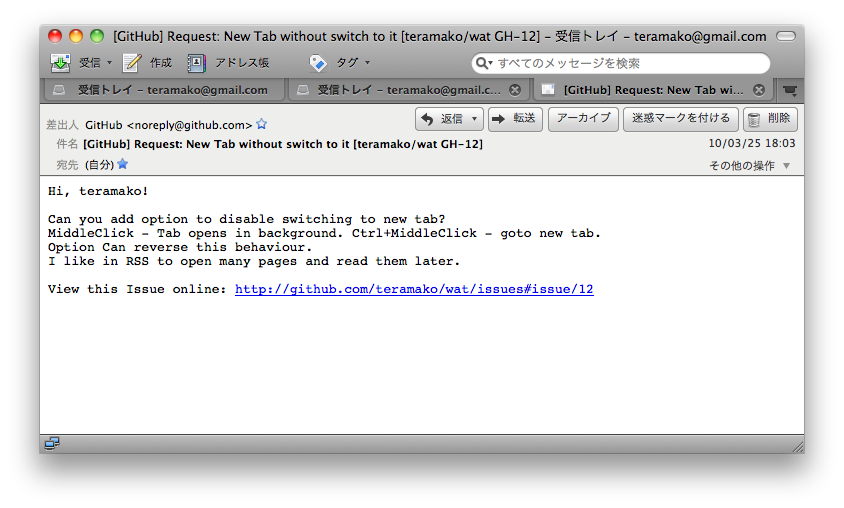 [GitHub] Request: New Tab without switch to it [teramako/wat GH-12] – 受信トレイ – teramako@gmail.com
受信 作成 アドレス帳 タグ すべてのメッセージを検索
受信トレイ – teramako@gmail.com 受信トレイ – teramako@gmail.c... [GitHub] Request: New Tab wi...
差出人 GitHub <noreply@github.com> 返信 転送 アーカイブ 迷惑マークを付ける 削除
件名 [GitHub] Request: New Tab without switch to it [teramako/wat GH-12] 10/03/25 18:03
宛先 (自分) その他の操作
Hi, teramako!
Can you add option to disable switching to new tab?
MiddleClick - Tab opens in background. Ctrl+MiddleClick - goto new tab.
Option Can reverse this behaviour.
I like in RSS to open many pages and read them later.
View this Issue online: http://github.com/teramako/wat/issues#issue/12